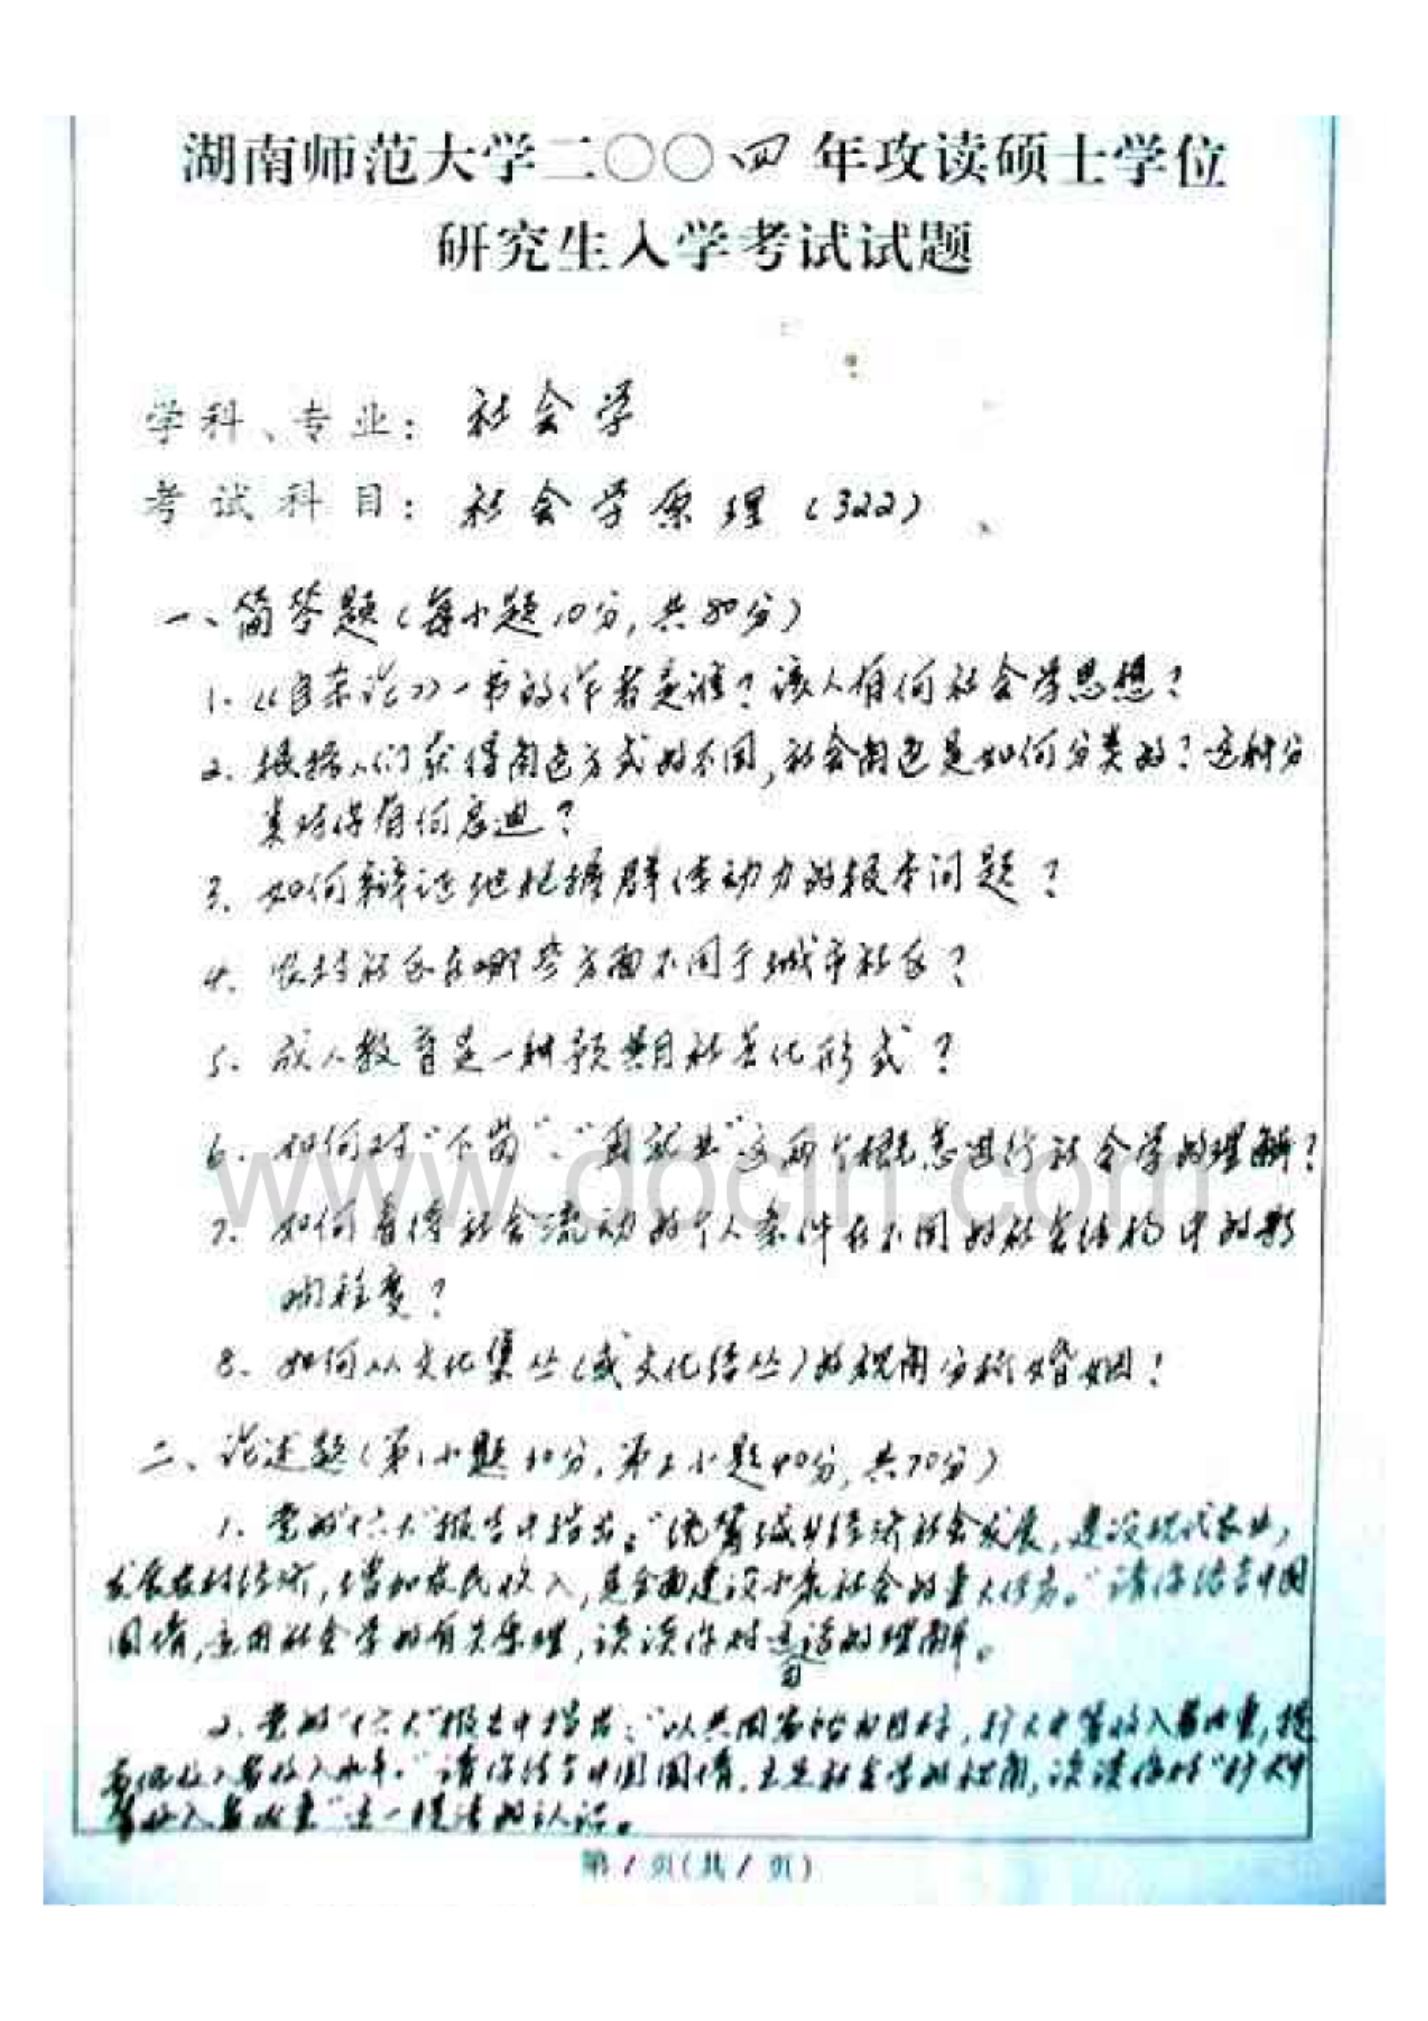 湖南师范大学二〇〇四年攻读硕士学位
研究生入学考试试题
学科、专业：社会学
考试科目：社会学原理（322）
一、简答题（每小题10分，共80分）
1.《自杀论》一书的作者是谁？该人有何社会学思想？
2.根据人们获得角色方式的不同，社会角色是如何分类的？这种分
类对你有何启迪？
3.如何辩证地把握群体动力的根本问题？
4.农村社区在哪些方面不同于城市社区？
5.成人教育是一种预期社会化形式？
6.如何对“下岗”、“再就业”这两个概念进行社会学的理解？
7.如何看待社会流动的个人条件在不同的社会结构中的影
响程度？
8.如何从文化集丛（或文化结丛）的视角分析婚姻！
二、论述题（第1小题30分，第2小题40分，共70分）
1.党的“十六大”报告中指出：“统筹城乡经济社会发展，建设现代农业，
发展农村经济，增加农民收入，是全面建设小康社会的重大任务。”请你结合中国
国情，应用社会学的有关原理，谈谈你对这话的理解。
句
2.党的“十六大”报告中指出：“以共同富裕为目标，扩大中等收入者比重，提
高低收入者收入水平。”请你结合中国国情，立足社会学的视角，谈谈你对“扩大中
等收入者比重”这一提法的认识。
第1页（共1页）
www.docin.com